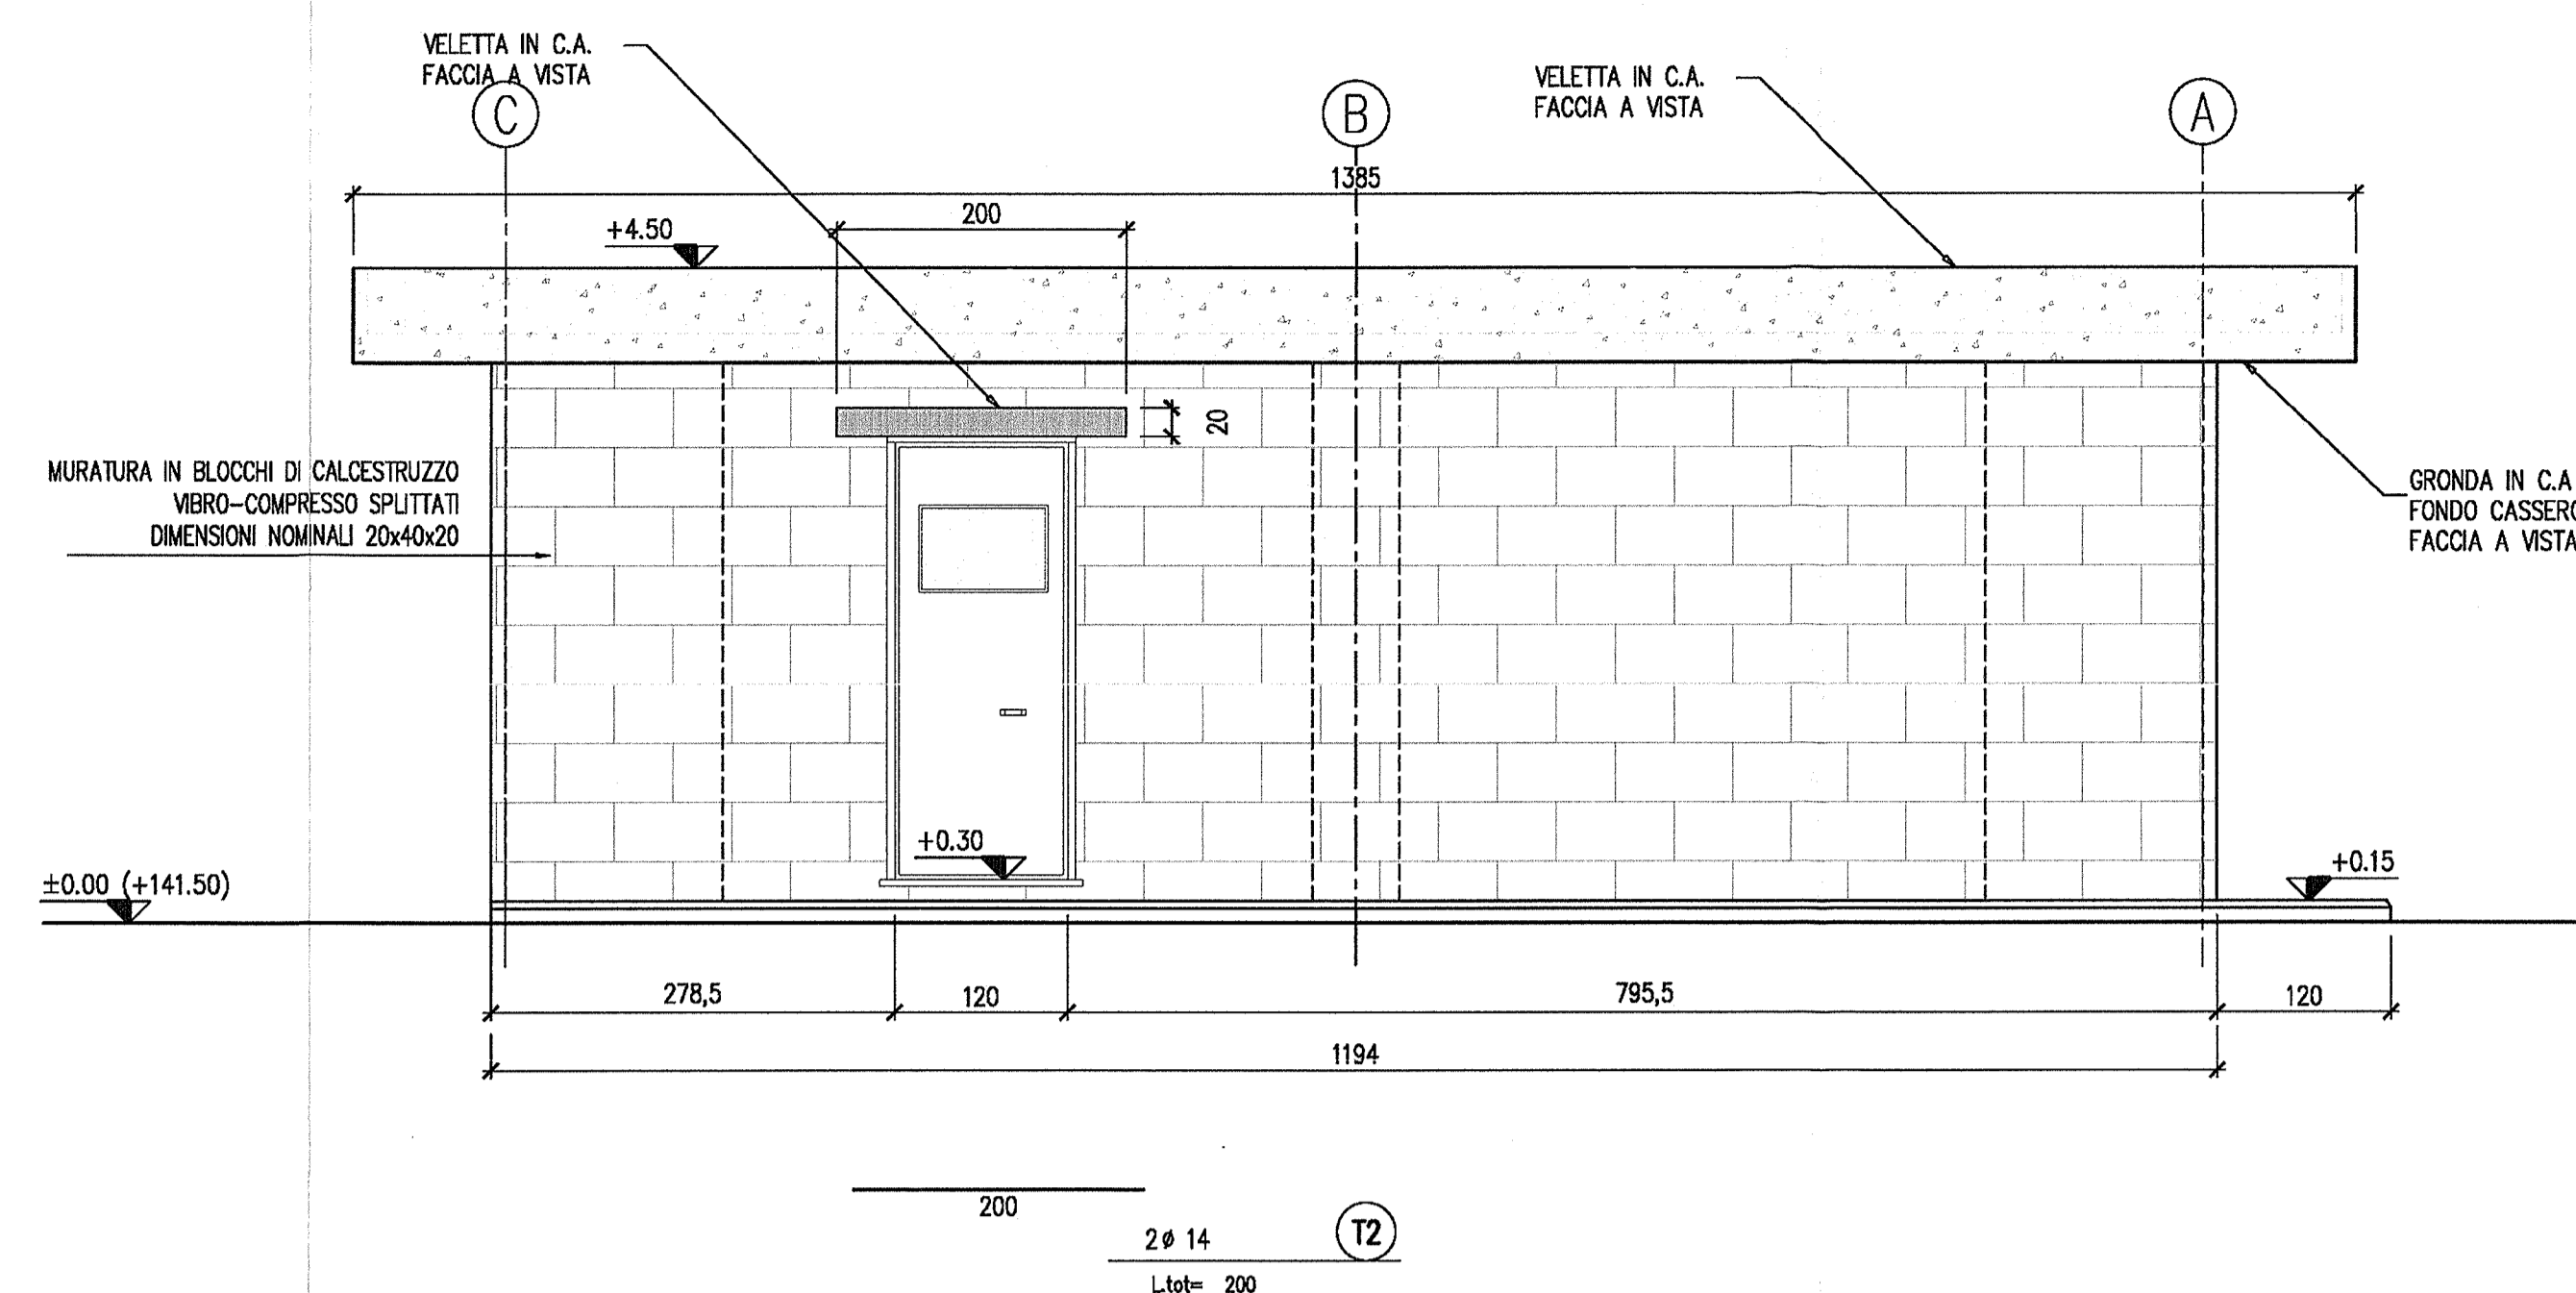 VELETTA IN C.A.
FACCIA A VISTA
VELETTA IN C.A.
FACCIA A VISTA
C
B
A
1385
200
+4.50
20
MURATURA IN BLOCCHI DI CALCESTRUZZO
VIBRO-COMPRESSO SPLITTATI
DIMENSIONI NOMINALI 20x40x20
GRONDA IN C.A
FONDO CASSERO
FACCIA A VISTA
+0.30
±0.00 (+141.50)
+0.15
278,5
120
795,5
120
1194
200
2ø 14
T2
L.tot= 200